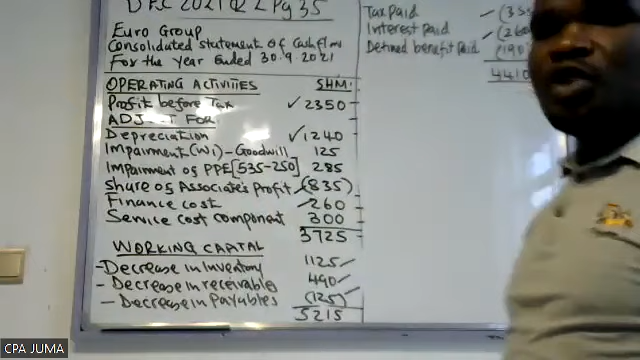 DEC 2021 Q2 Pg 35
Euro Group
Consolidated statement of Cashflow
For the Year Ended 30.9.2021
OPERATING ACTIVITIES SHM:
Profit before Tax 2350
ADJUST FOR
Depreciation 1240
Impairment (W1) - Goodwill 125
Impairment of PPE [535-250] 285
Share of Associate's Profit (835)
Finance cost 260
Service cost component 300
3725
WORKING CAPITAL
- Decrease in Inventory 1125
- Decrease in receivables 490
- Decrease in Payables (125)
5215
Tax paid
Interest paid (260
Defined benefit paid (190
4410
CPA JUMA